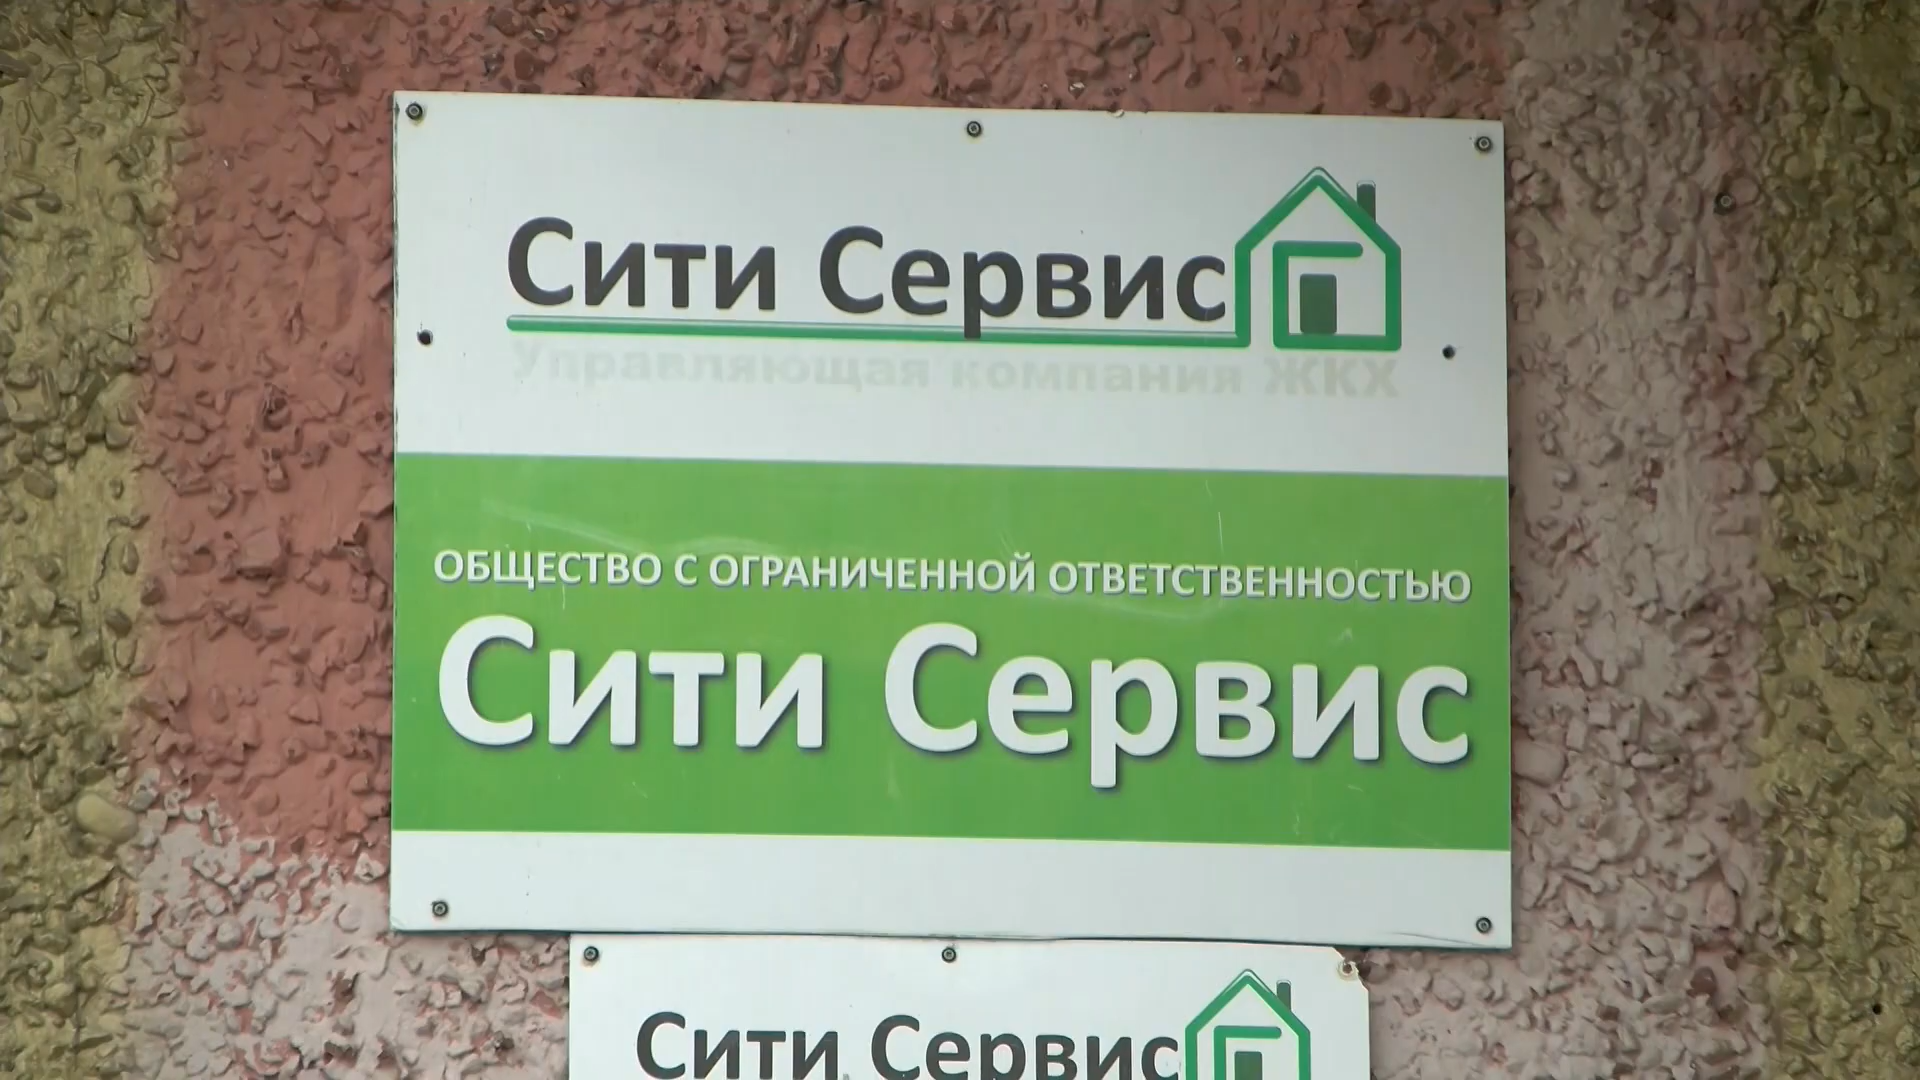 Сити Сервис
Управляющая компания ЖКХ
ОБЩЕСТВО С ОГРАНИЧЕННОЙ ОТВЕТСТВЕННОСТЬЮ
Сити Сервис
Сити Сервис